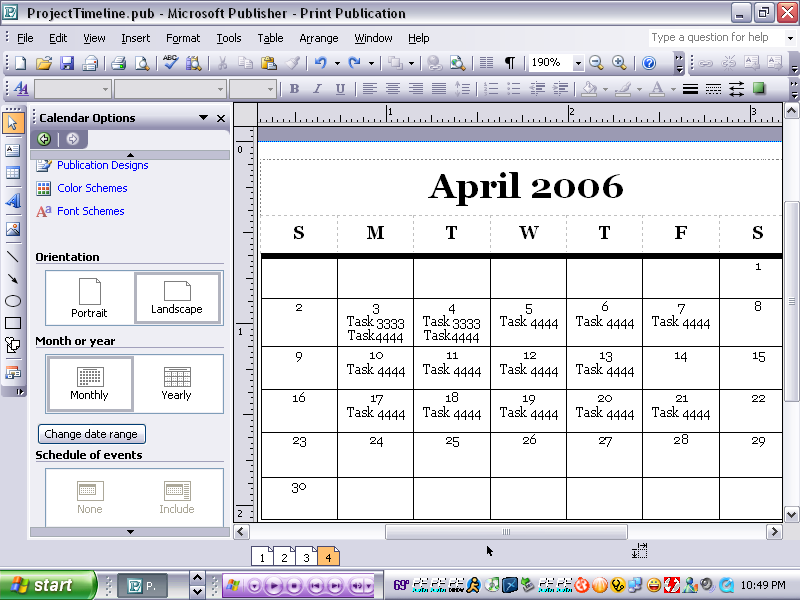 ProjectTimeline.pub - Microsoft Publisher - Print Publication
File Edit View Insert Format Tools Table Arrange Window Help Type a question for help
190%
B I U A
Calendar Options
Publication Designs
Color Schemes
Font Schemes
Orientation
Portrait Landscape
Month or year
Monthly Yearly
Change date range
Schedule of events
None Include
1 2 3
0
1
2
April 2006
S M T W T F S
1
2 3 4 5 6 7 8
Task 3333 Task 3333 Task 4444 Task 4444 Task 4444
Task4444 Task4444
9 10 11 12 13 14 15
Task 4444 Task 4444 Task 4444 Task 4444
16 17 18 19 20 21 22
Task 4444 Task 4444 Task 4444 Task 4444 Task 4444
23 24 25 26 27 28 29
30
1 2 3 4
start P. 69° 10:49 PM